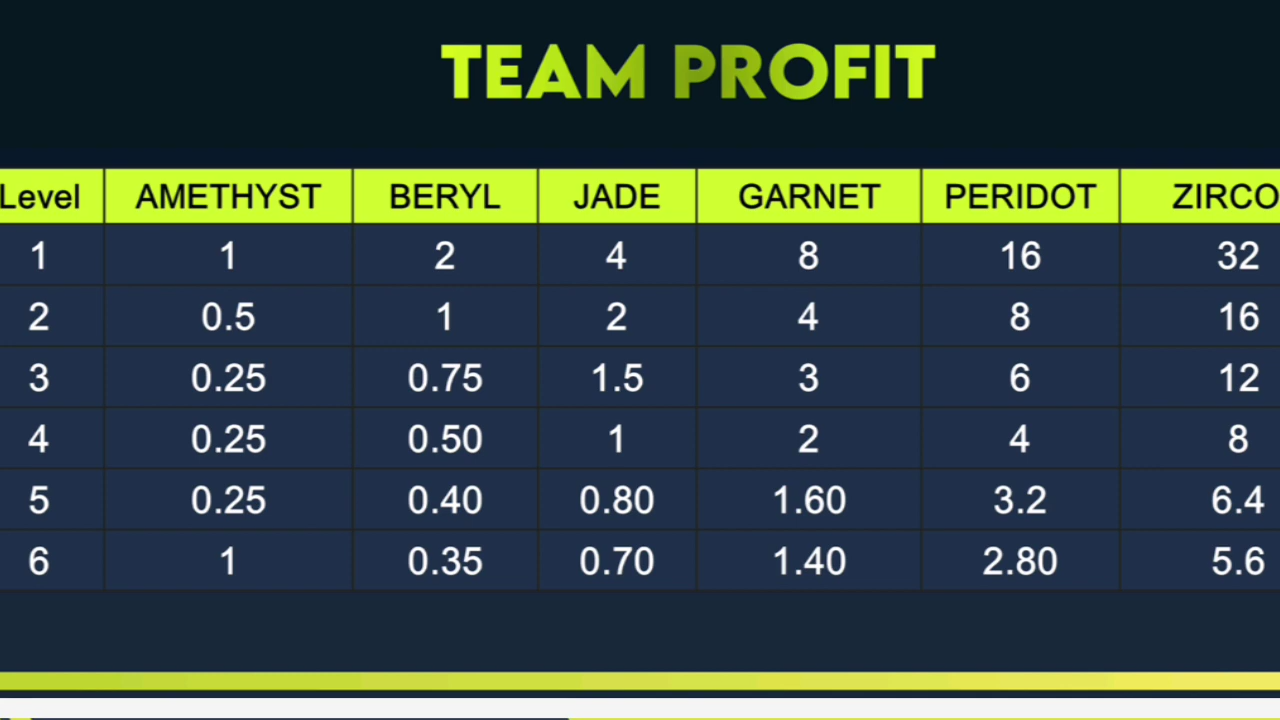 TEAM PROFIT
Level AMETHYST BERYL JADE GARNET PERIDOT ZIRCO
1 1 2 4 8 16 32
2 0.5 1 2 4 8 16
3 0.25 0.75 1.5 3 6 12
4 0.25 0.50 1 2 4 8
5 0.25 0.40 0.80 1.60 3.2 6.4
6 1 0.35 0.70 1.40 2.80 5.6